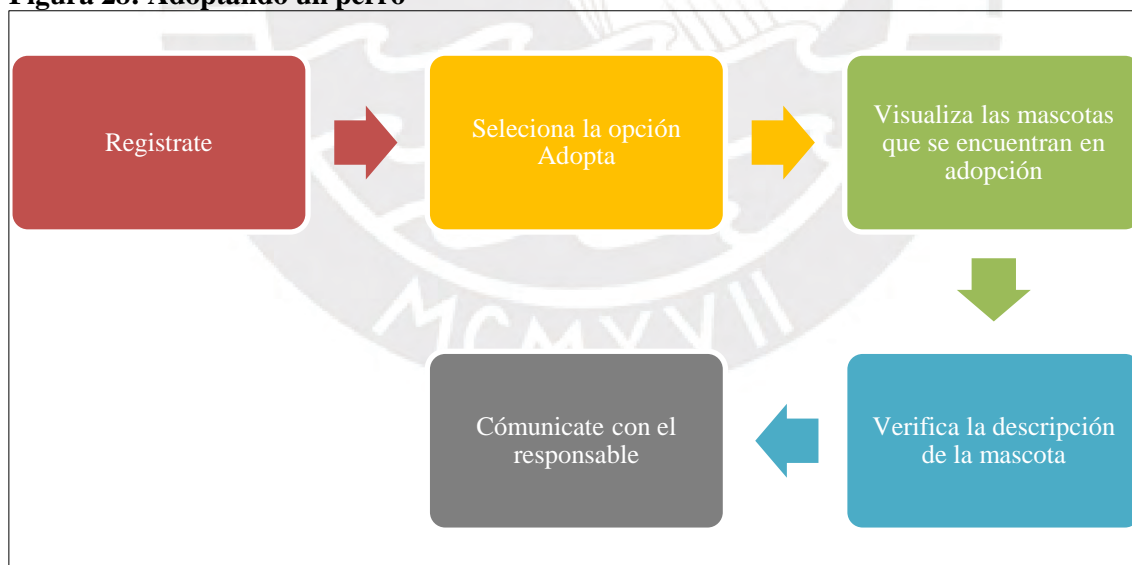 Figura 28: Adoptando un perro
Registrate
Seleciona la opción
Adopta
Visualiza las mascotas
que se encuentran en
adopción
Verifica la descripción
de la mascota
Cómunicate con el
responsable
MCMXVII